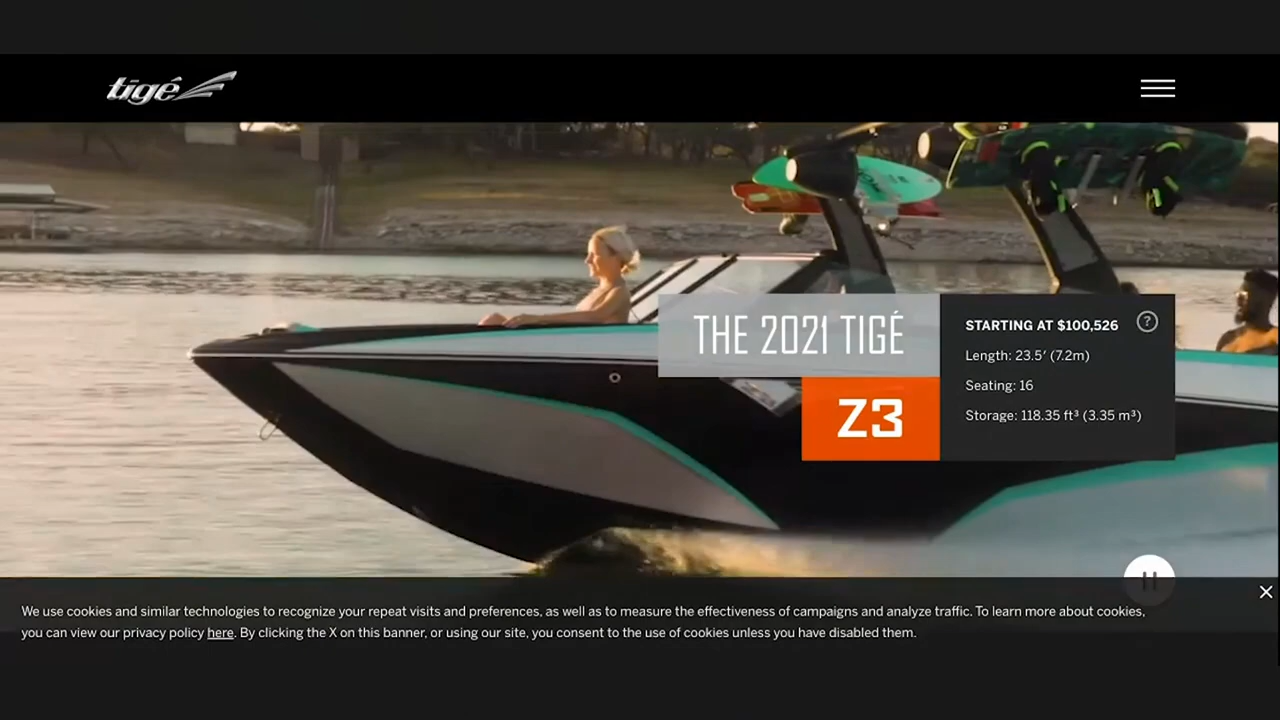 tigé
THE 2021 TIGÉ
Z3
STARTING AT $100,526
?
Length: 23.5′ (7.2m)
Seating: 16
Storage: 118.35 ft³ (3.35 m³)
We use cookies and similar technologies to recognize your repeat visits and preferences, as well as to measure the effectiveness of campaigns and analyze traffic. To learn more about cookies,
you can view our privacy policy here. By clicking the X on this banner, or using our site, you consent to the use of cookies unless you have disabled them.